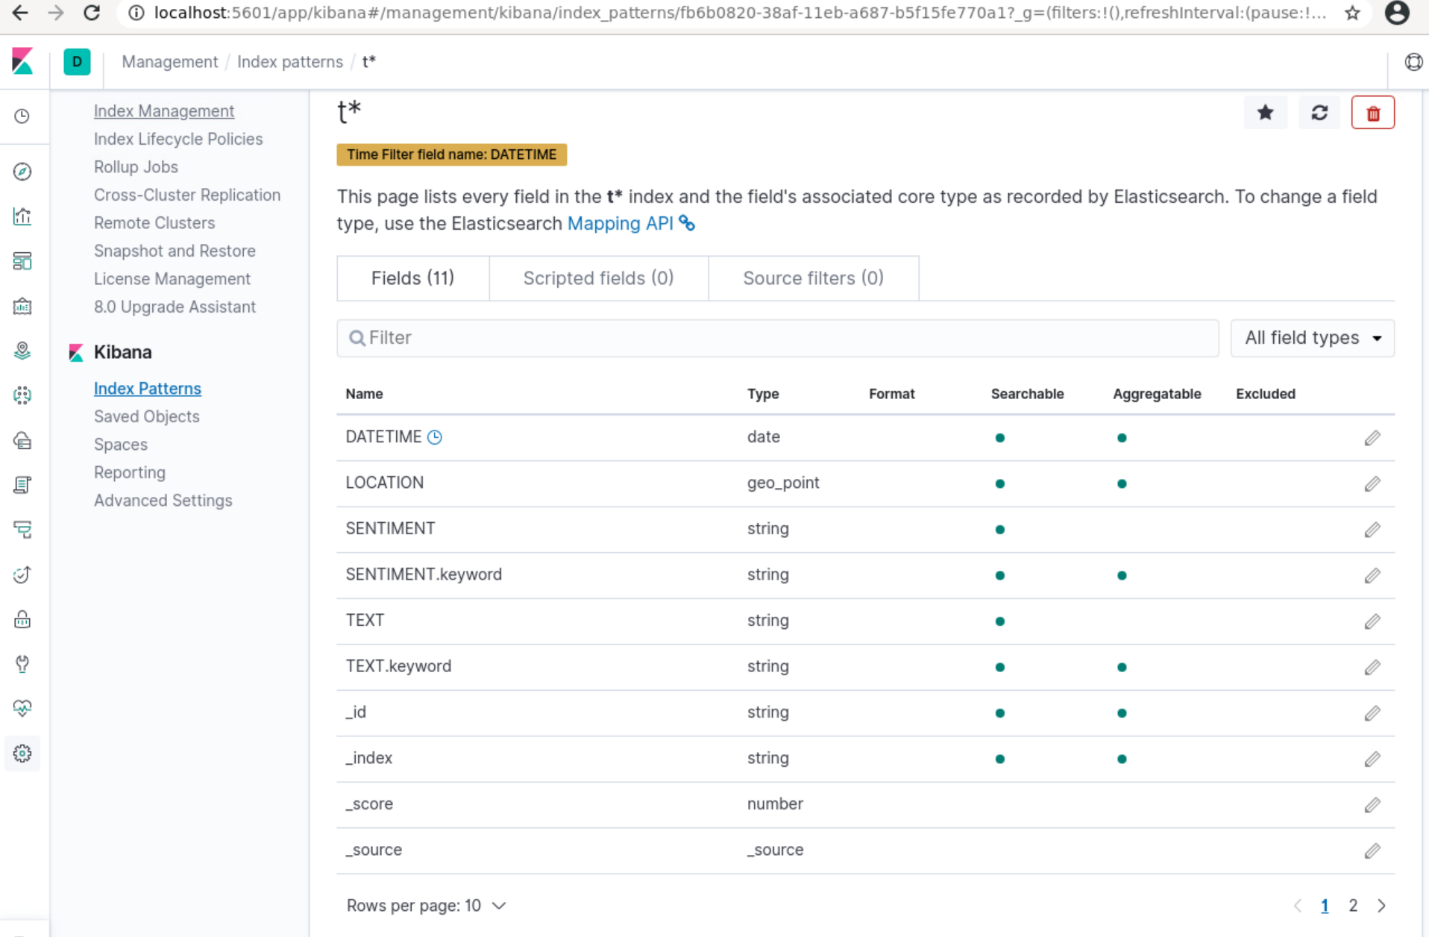 localhost:5601/app/kibana#/management/kibana/index_patterns/fb6b0820-38af-11eb-a687-b5f15fe770a1?_g=(filters:!(),refreshInterval:(pause:!...
D Management / Index patterns / t*
Index Management
Index Lifecycle Policies
Rollup Jobs
Cross-Cluster Replication
Remote Clusters
Snapshot and Restore
License Management
8.0 Upgrade Assistant
Kibana
Index Patterns
Saved Objects
Spaces
Reporting
Advanced Settings
t*
Time Filter field name: DATETIME
This page lists every field in the t* index and the field's associated core type as recorded by Elasticsearch. To change a field
type, use the Elasticsearch Mapping API
Fields (11) Scripted fields (0) Source filters (0)
Filter All field types
Name Type Format Searchable Aggregatable Excluded
DATETIME date
LOCATION geo_point
SENTIMENT string
SENTIMENT.keyword string
TEXT string
TEXT.keyword string
_id string
_index string
_score number
_source _source
Rows per page: 10 1 2